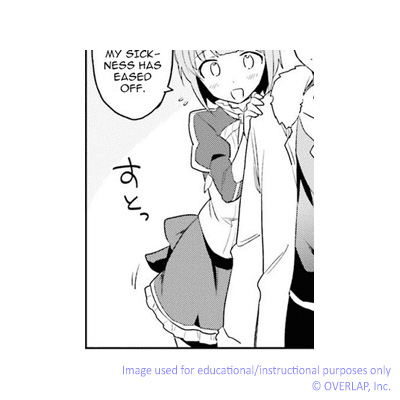 MY SICK-
NESS HAS
EASED
OFF.
すとっ
Image used for educational/instructional purposes only
© OVERLAP, Inc.